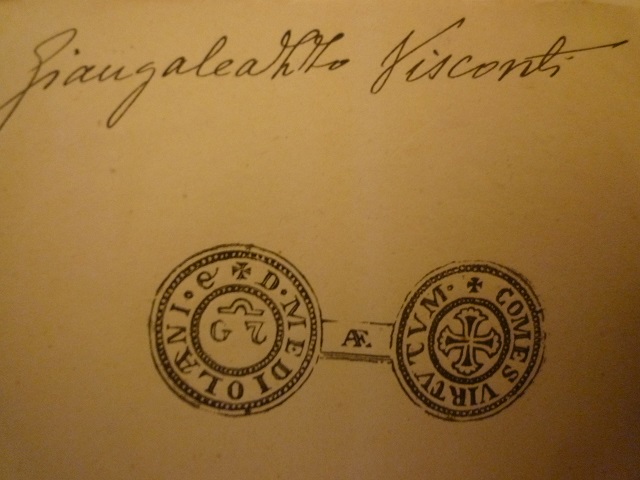 Giangaleazzo Visconti
✠ D·MEDIOLANI·&
G Z
Æ
✠ COMES VIRTVTVM·